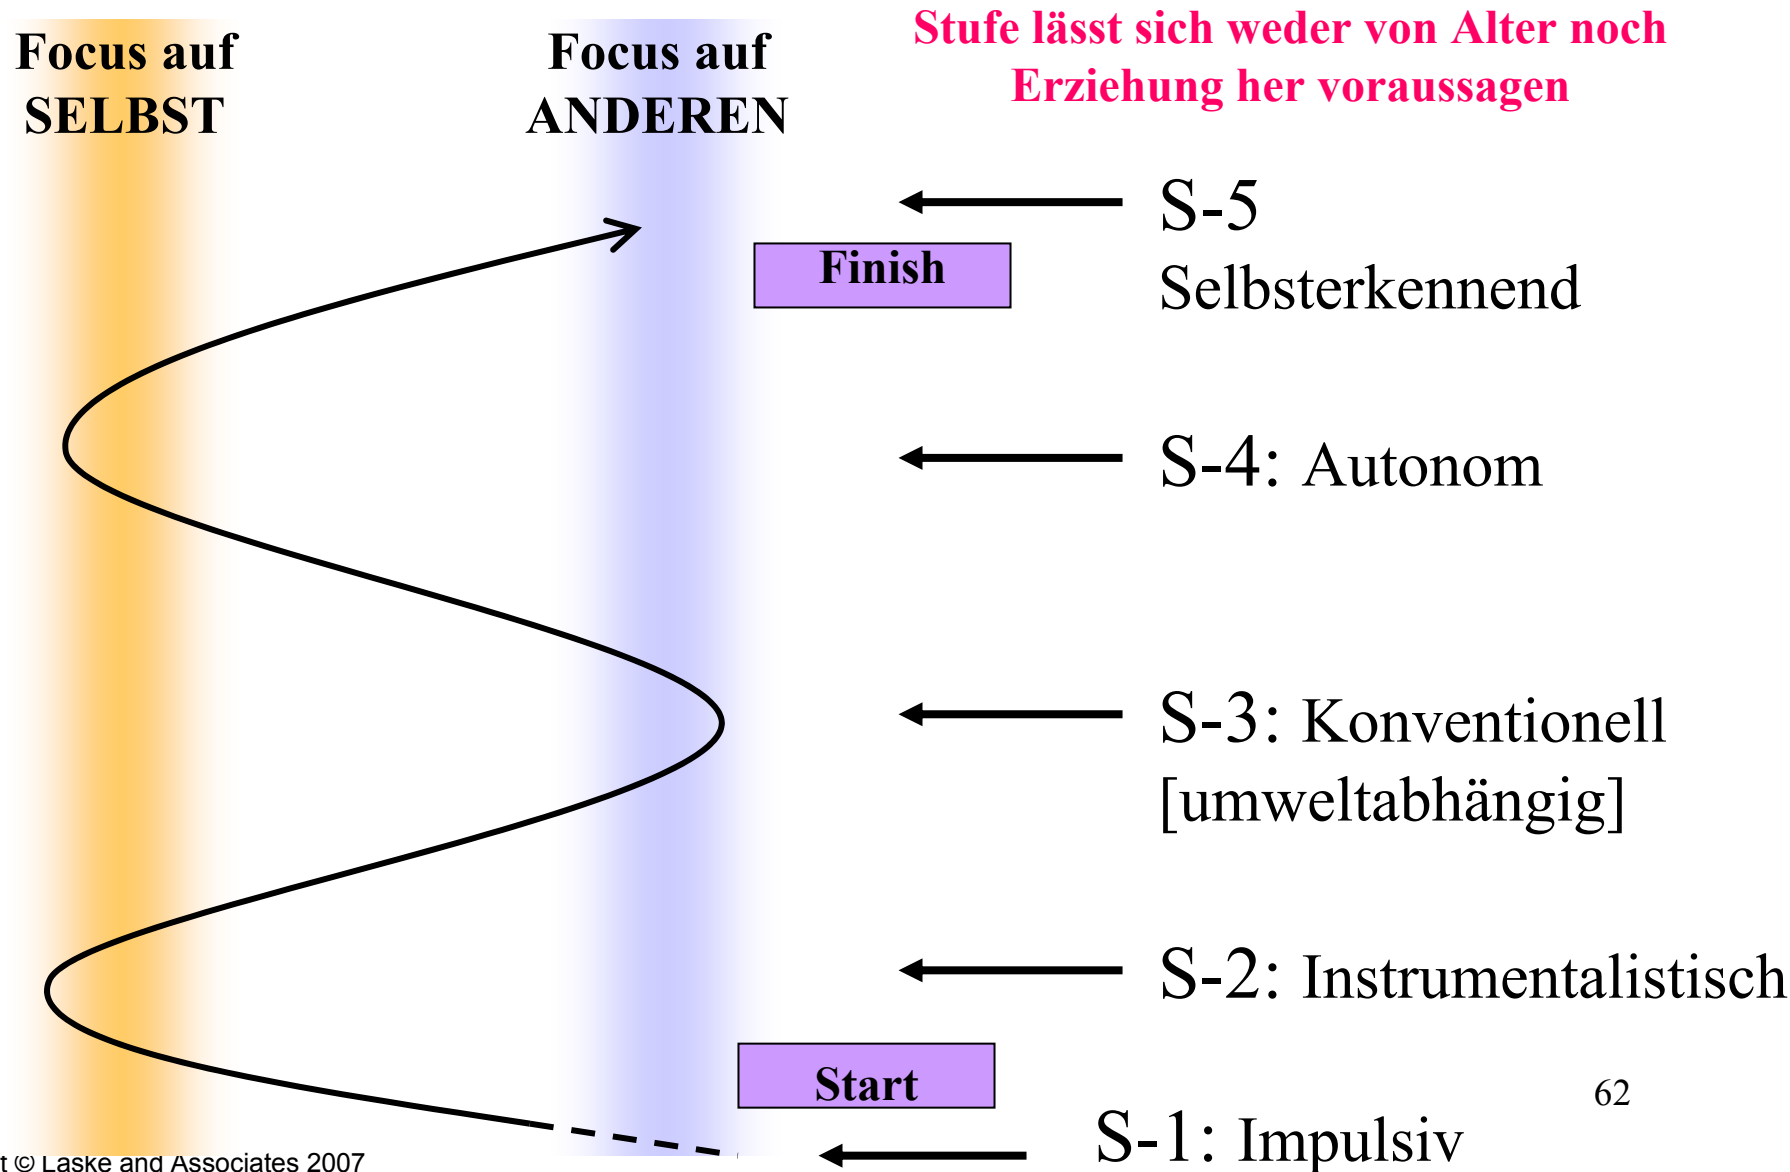 Focus auf
SELBST
Focus auf
ANDEREN
Stufe lässt sich weder von Alter noch
Erziehung her voraussagen
S-5
Selbsterkennend
Finish
S-4: Autonom
S-3: Konventionell
[umweltabhängig]
S-2: Instrumentalistisch
Start
62
S-1: Impulsiv
t © Laske and Associates 2007